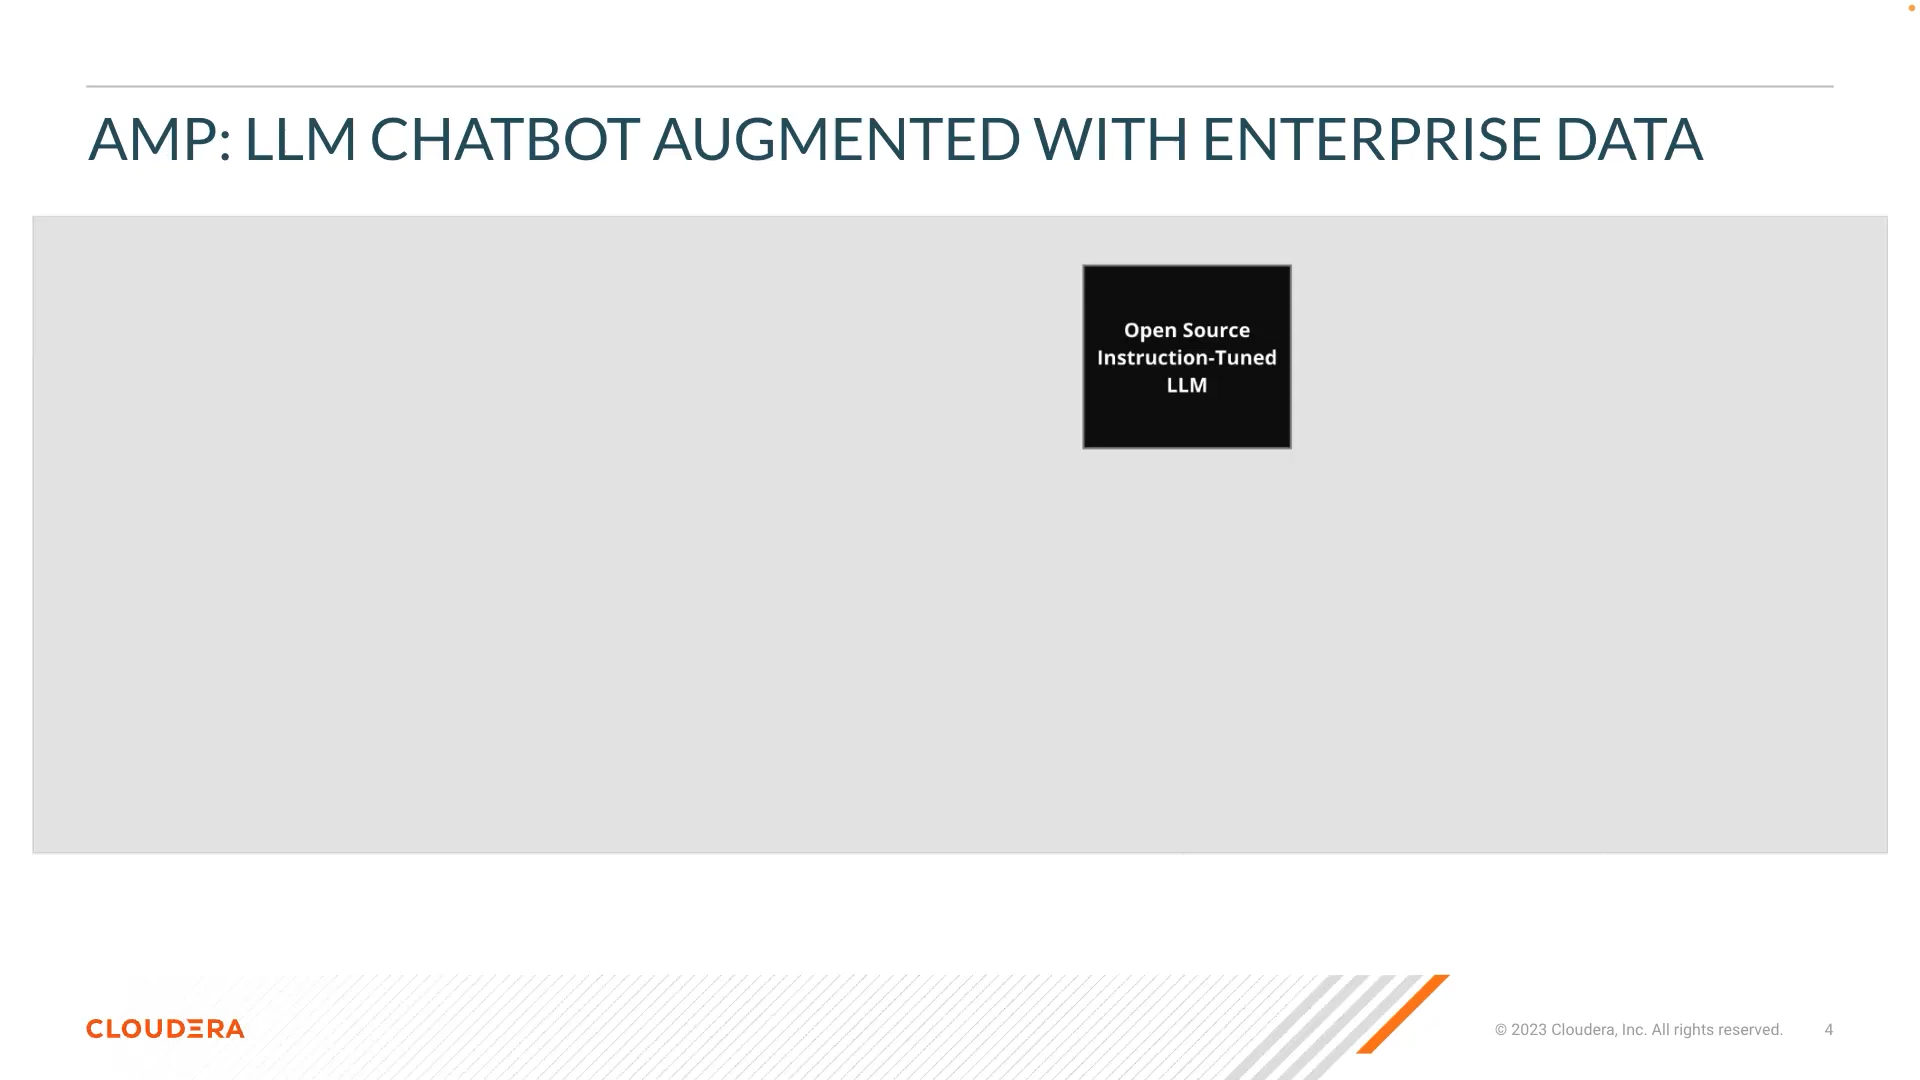 AMP: LLM CHATBOT AUGMENTED WITH ENTERPRISE DATA
Open Source
Instruction-Tuned
LLM
CLOUDERA
© 2023 Cloudera, Inc. All rights reserved.
4